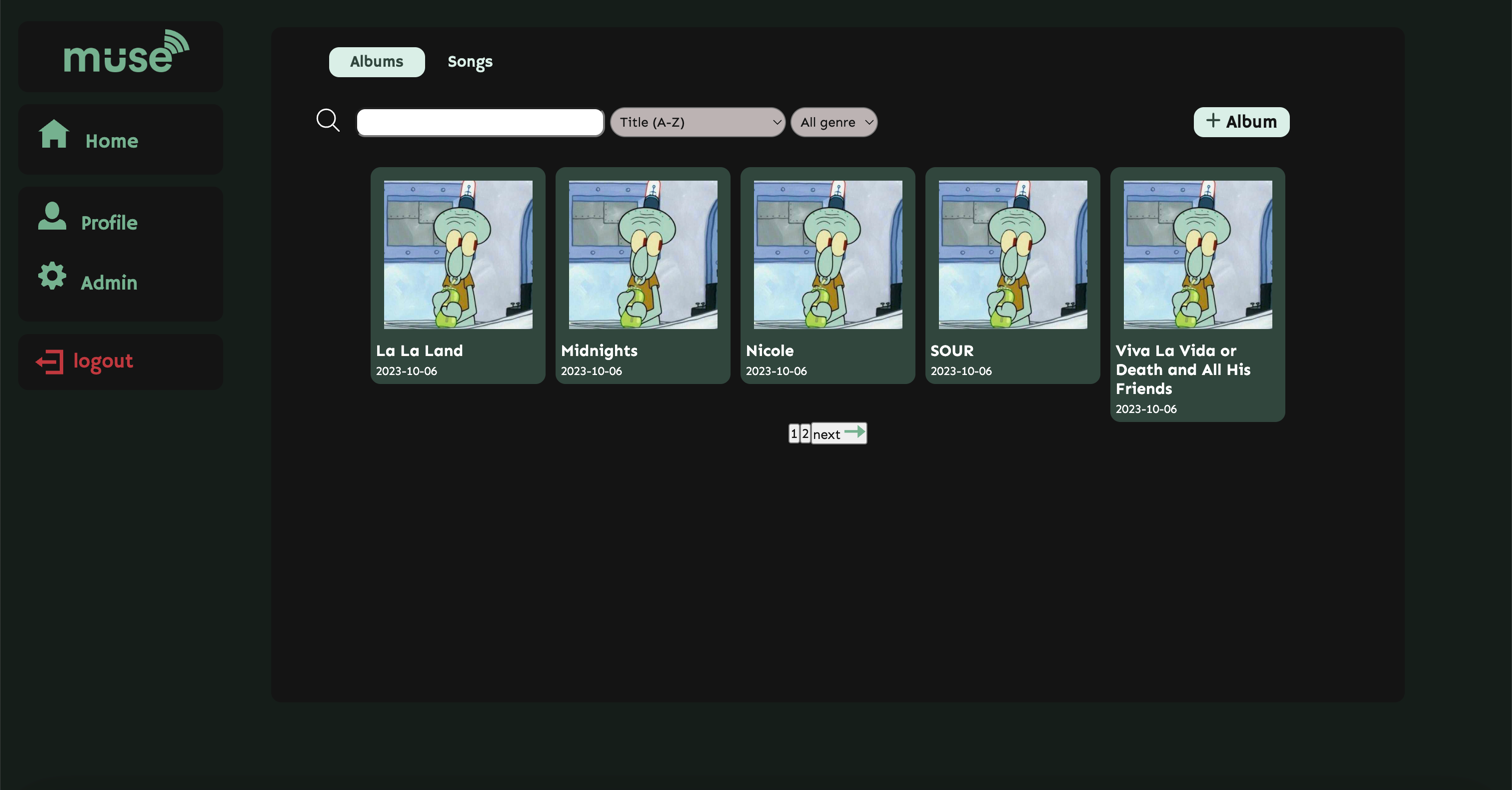 müse
Home
Profile
Admin
logout
Albums
Songs
Title (A-Z)
All genre
+ Album
La La Land
2023-10-06
Midnights
2023-10-06
Nicole
2023-10-06
SOUR
2023-10-06
Viva La Vida or
Death and All His
Friends
2023-10-06
1 2 next